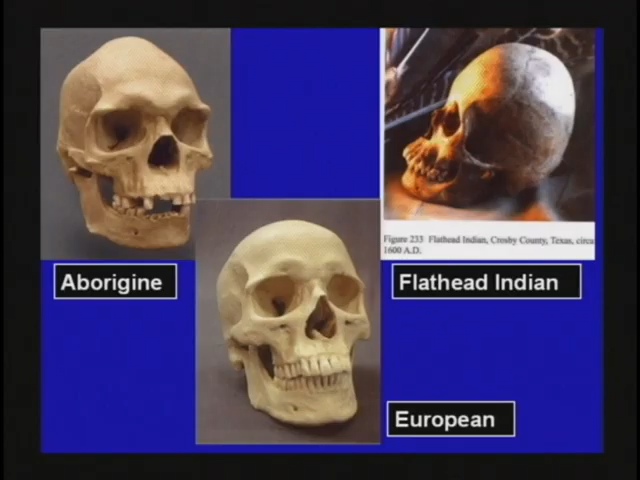 Figure 233 Flathead Indian, Crosby County, Texas, circa
1600 A.D.
Aborigine
Flathead Indian
European